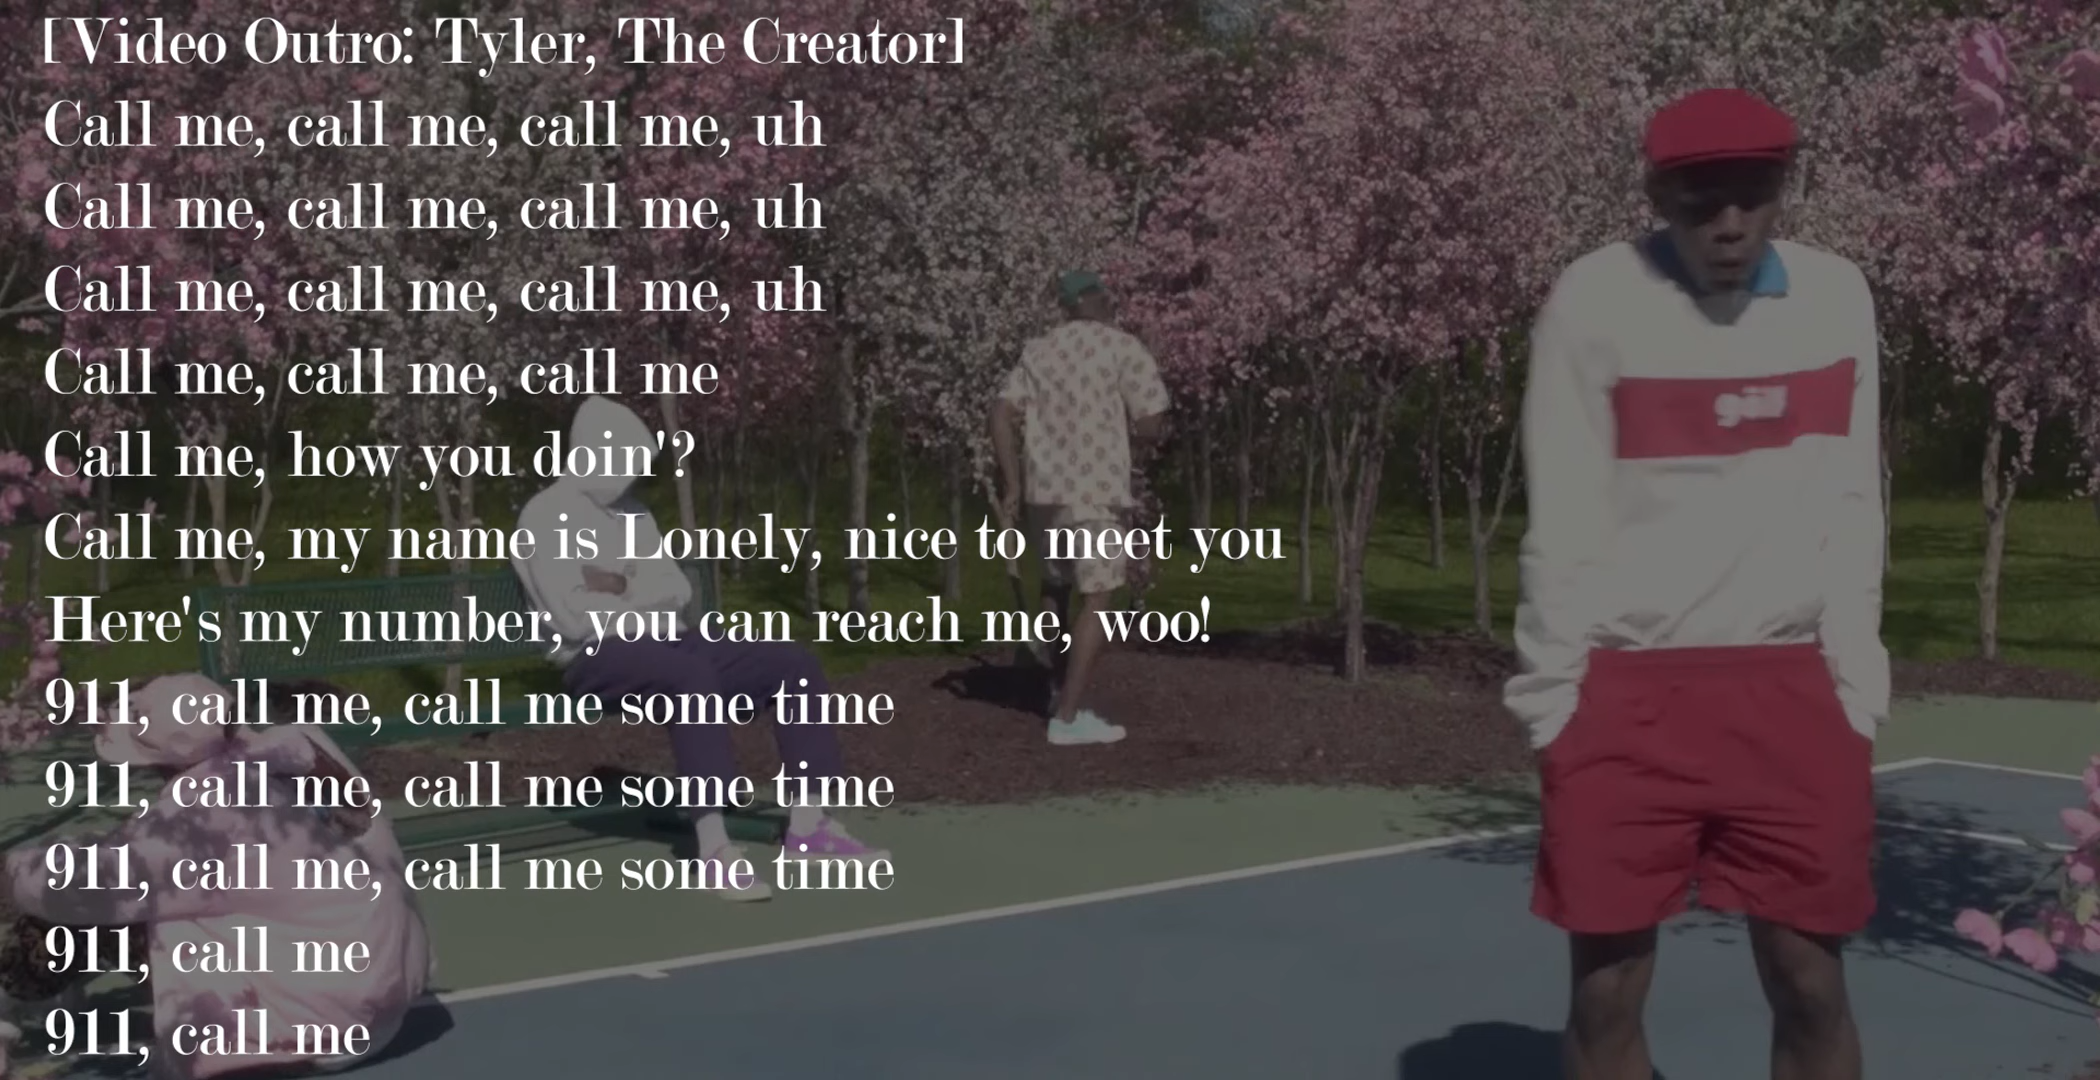 [Video Outro: Tyler, The Creator]
Call me, call me, call me, uh
Call me, call me, call me, uh
Call me, call me, call me, uh
Call me, call me, call me
Call me, how you doin'?
Call me, my name is Lonely, nice to meet you
Here's my number, you can reach me, woo!
911, call me, call me some time
911, call me, call me some time
911, call me, call me some time
911, call me
911, call me